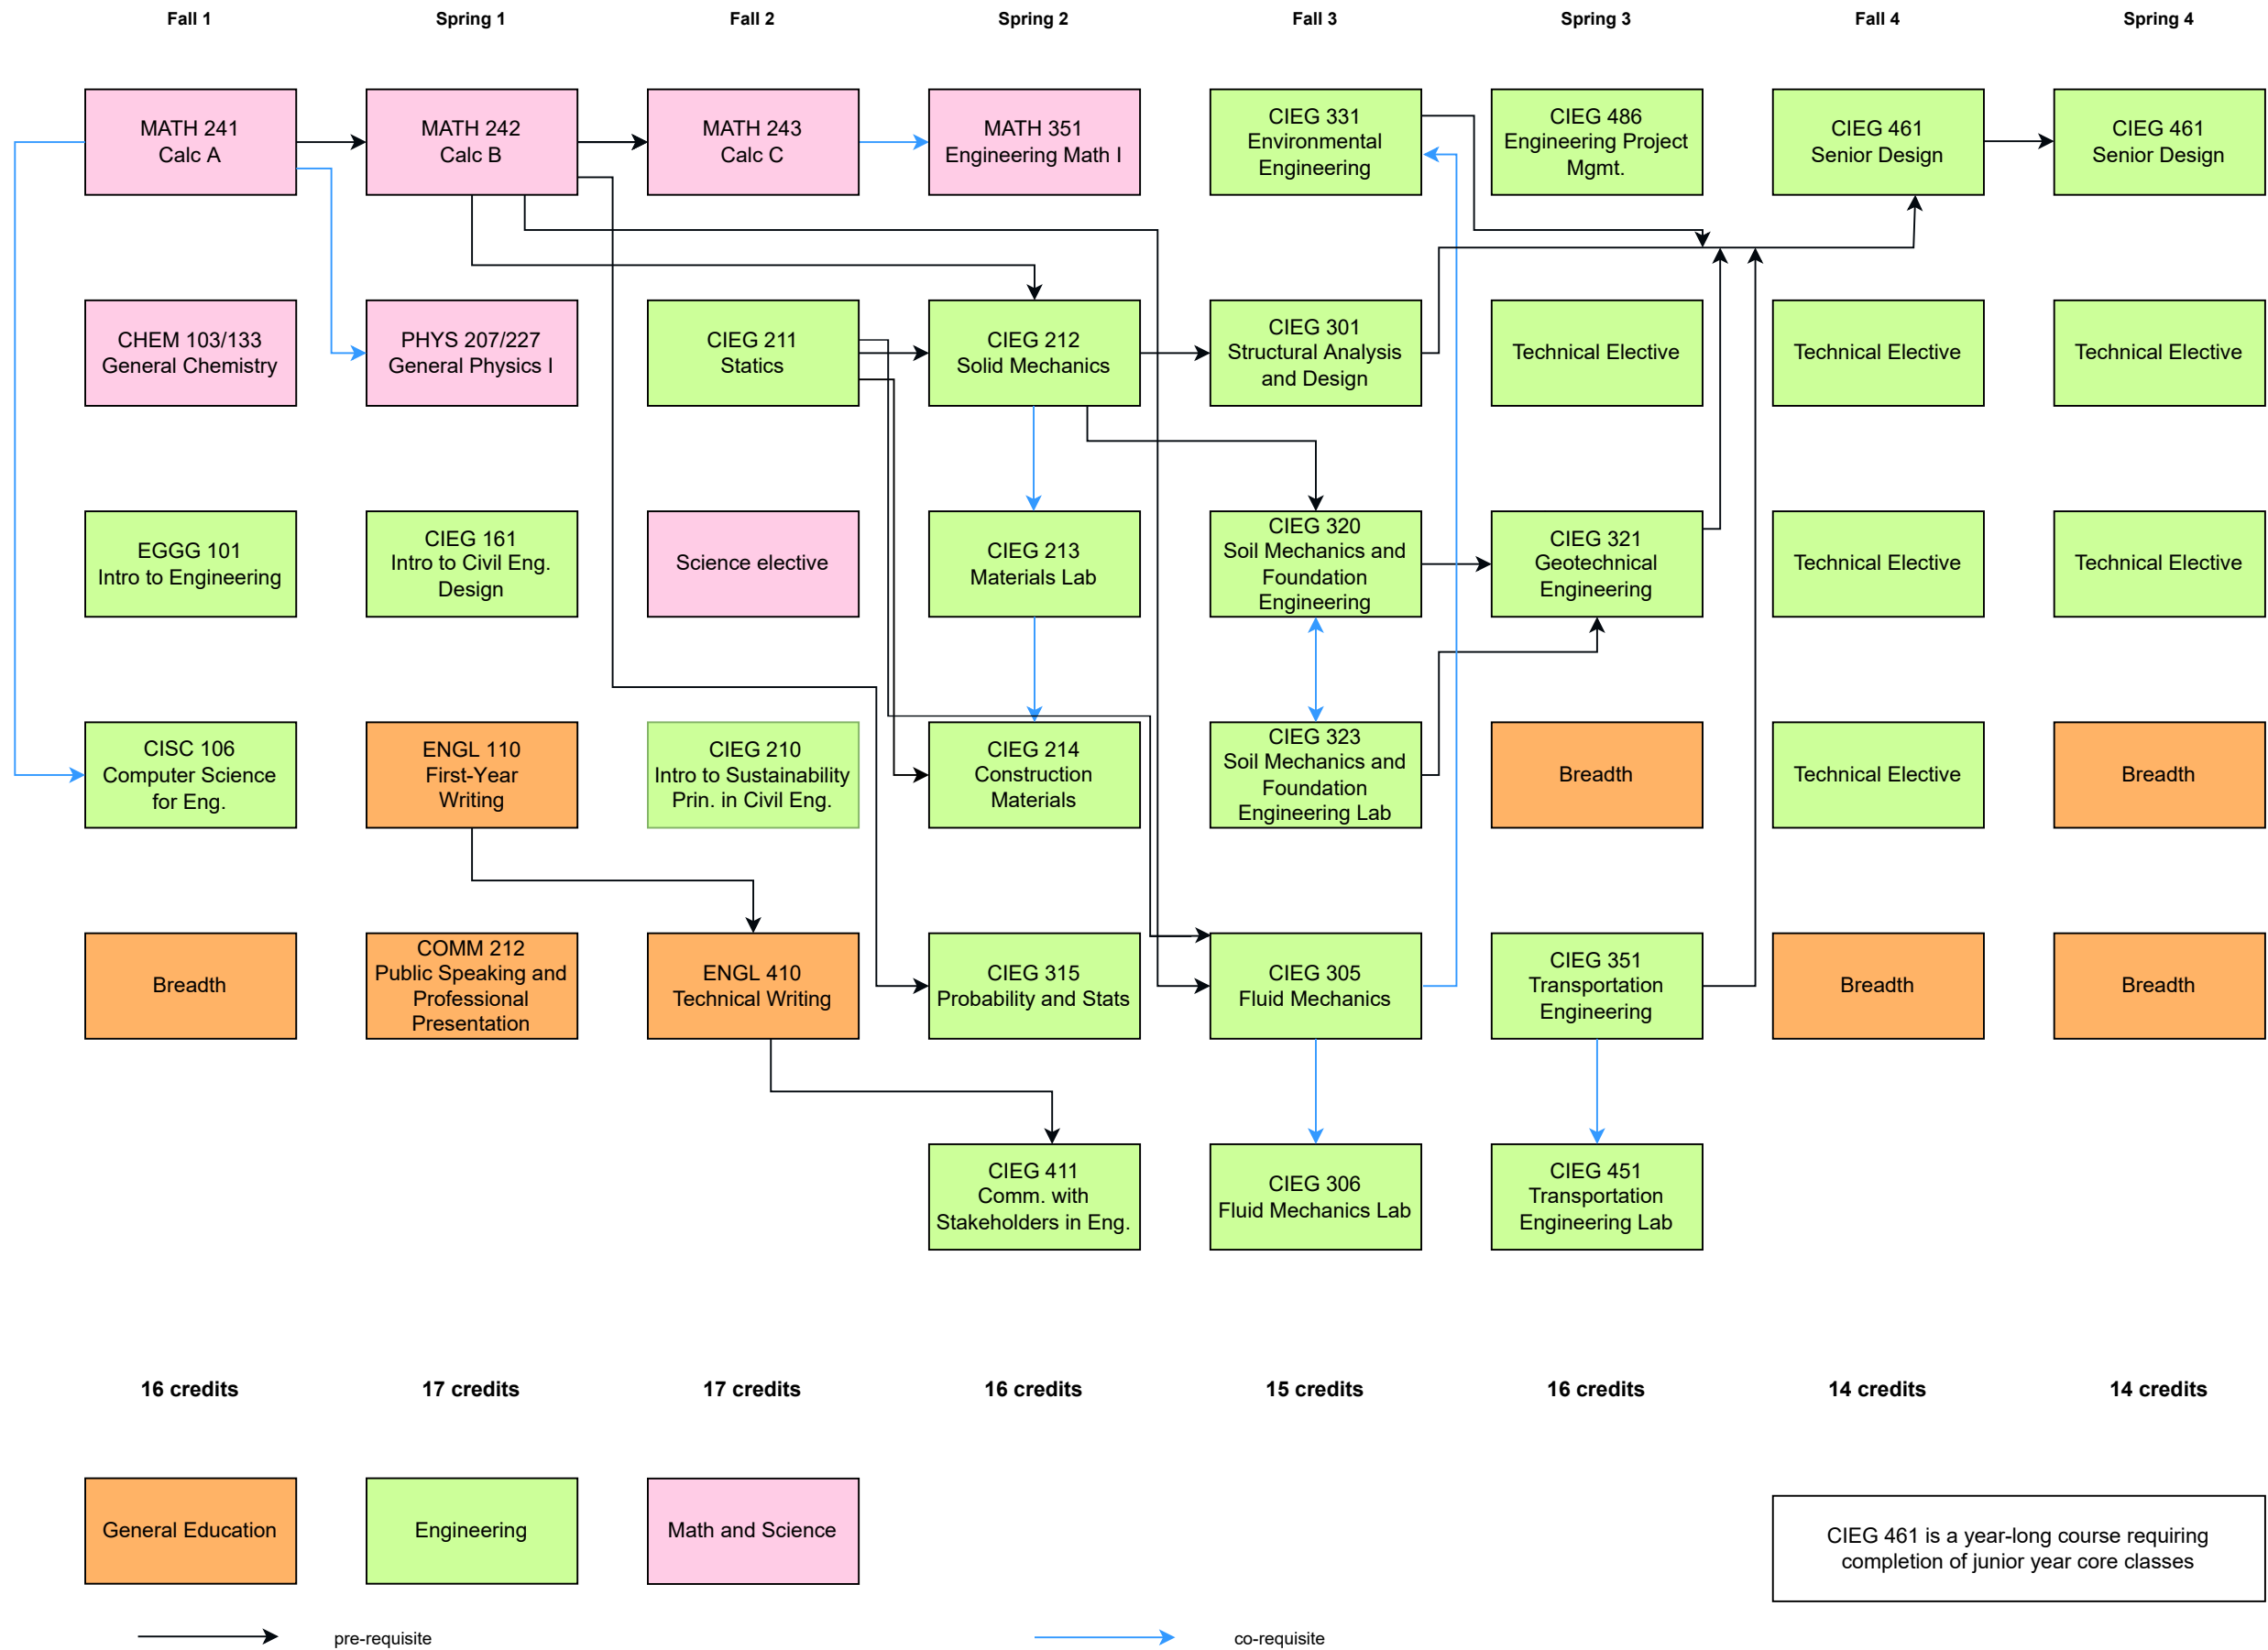 Fall 1
Spring 1
Fall 2
Spring 2
Fall 3
Spring 3
Fall 4
Spring 4
MATH 241
Calc A
MATH 242
Calc B
MATH 243
Calc C
MATH 351
Engineering Math I
CIEG 331
Environmental
Engineering
CIEG 486
Engineering Project
Mgmt.
CIEG 461
Senior Design
CIEG 461
Senior Design
CHEM 103/133
General Chemistry
PHYS 207/227
General Physics I
CIEG 211
Statics
CIEG 212
Solid Mechanics
CIEG 301
Structural Analysis
and Design
Technical Elective
Technical Elective
Technical Elective
EGGG 101
Intro to Engineering
CIEG 161
Intro to Civil Eng.
Design
Science elective
CIEG 213
Materials Lab
CIEG 320
Soil Mechanics and
Foundation
Engineering
CIEG 321
Geotechnical
Engineering
Technical Elective
Technical Elective
CISC 106
Computer Science
for Eng.
ENGL 110
First-Year
Writing
CIEG 210
Intro to Sustainability
Prin. in Civil Eng.
CIEG 214
Construction
Materials
CIEG 323
Soil Mechanics and
Foundation
Engineering Lab
Breadth
Technical Elective
Breadth
Breadth
COMM 212
Public Speaking and
Professional
Presentation
ENGL 410
Technical Writing
CIEG 315
Probability and Stats
CIEG 305
Fluid Mechanics
CIEG 351
Transportation
Engineering
Breadth
Breadth
CIEG 411
Comm. with
Stakeholders in Eng.
CIEG 306
Fluid Mechanics Lab
CIEG 451
Transportation
Engineering Lab
16 credits
17 credits
17 credits
16 credits
15 credits
16 credits
14 credits
14 credits
General Education
Engineering
Math and Science
CIEG 461 is a year-long course requiring
completion of junior year core classes
pre-requisite
co-requisite